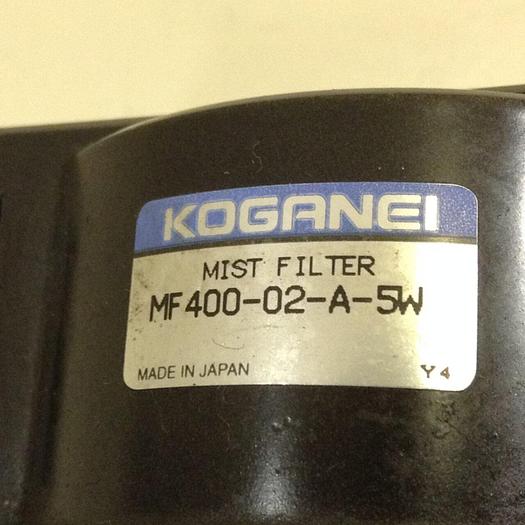 KOGANEI
MIST FILTER
MF400-02-A-5W
MADE IN JAPAN Y4